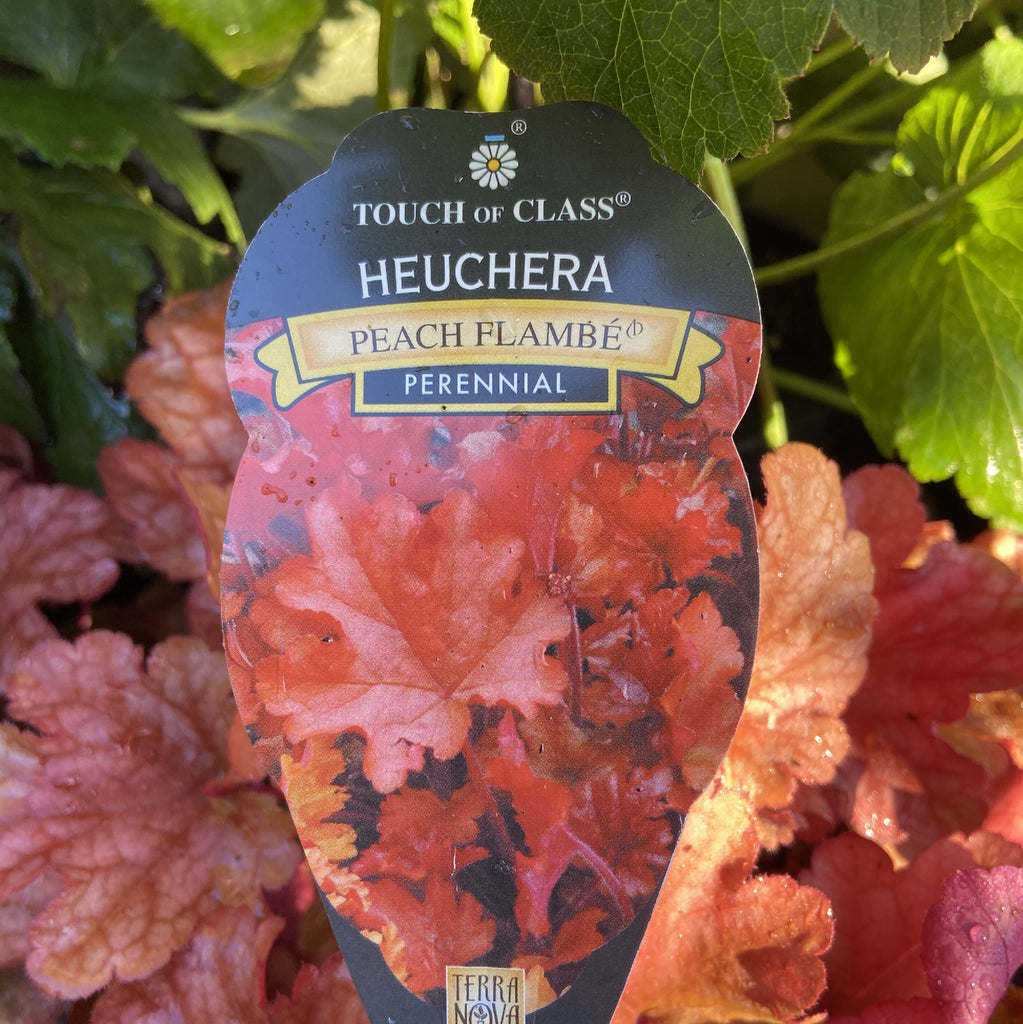 ®
TOUCH OF CLASS®
HEUCHERA
PEACH FLAMBÉ
PERENNIAL
TERRA
NOVA